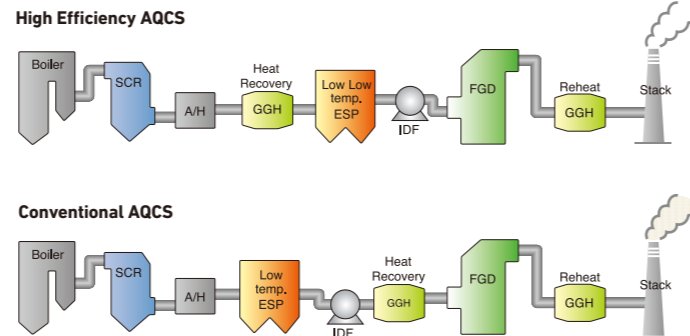 High Efficiency AQCS
Boiler
SCR
A/H
Heat
Recovery
GGH
Low Low
temp.
ESP
IDF
FGD
Reheat
GGH
Stack
Conventional AQCS
Boiler
SCR
A/H
Low
temp.
ESP
IDF
Heat
Recovery
GGH
FGD
Reheat
GGH
Stack